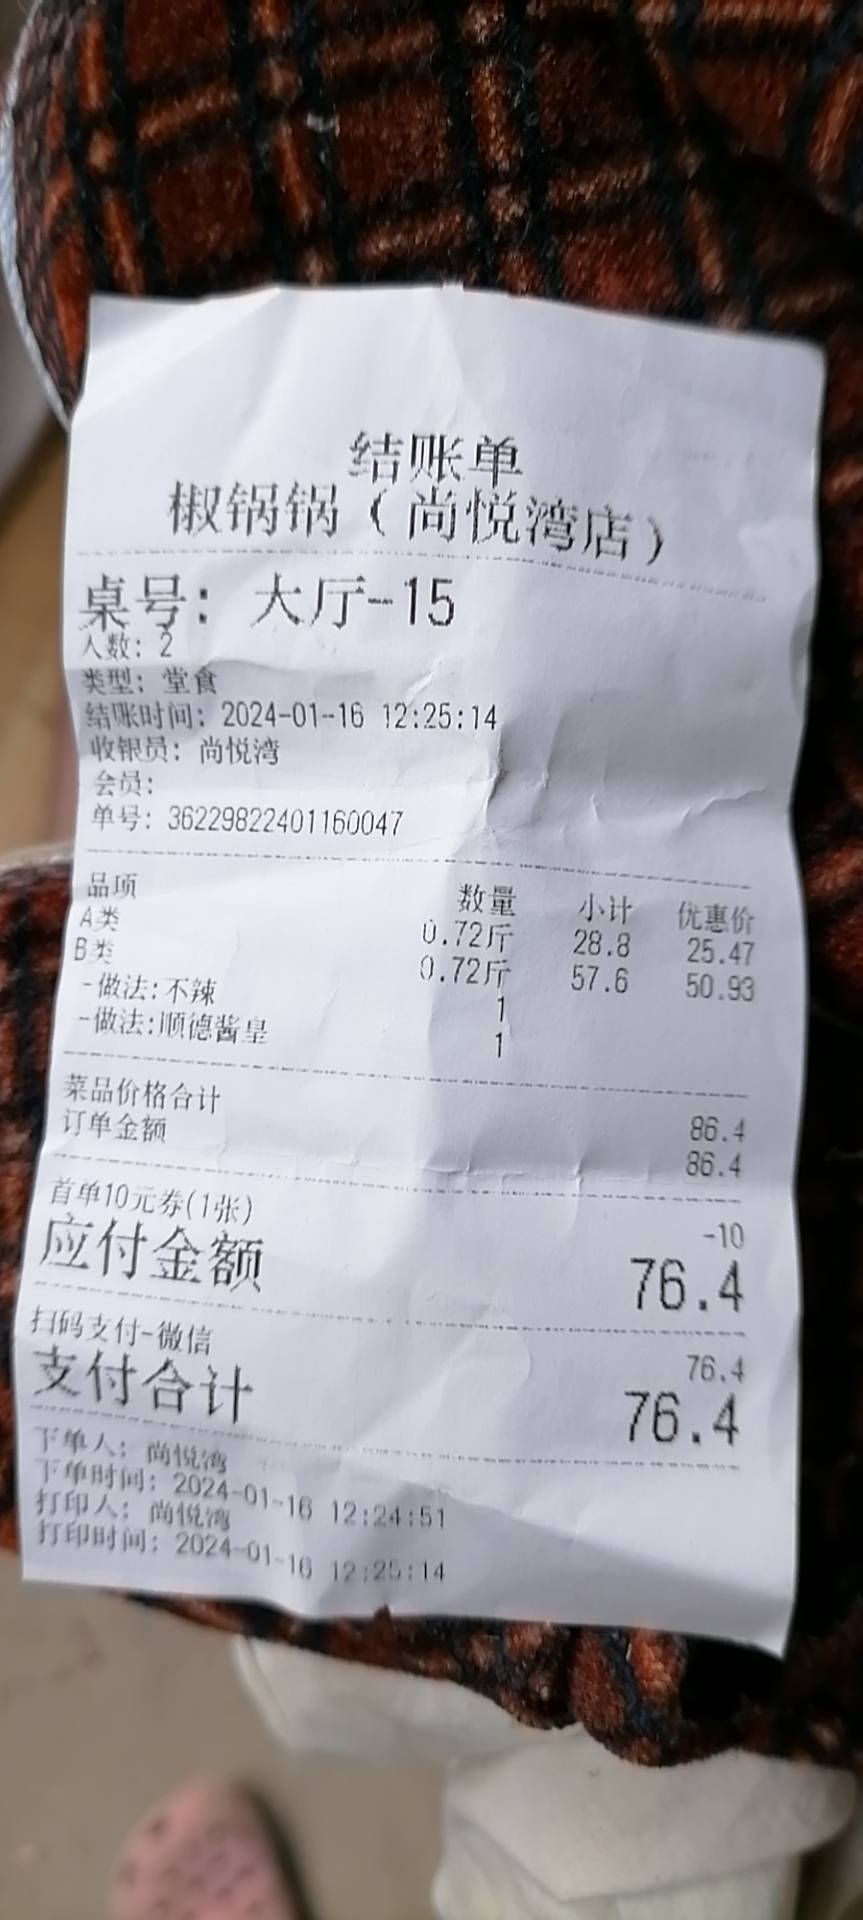 结账单
椒锅锅（尚悦湾店）
桌号：大厅-15
人数：2
类型：堂食
结账时间：2024-01-16 12:25:14
收银员：尚悦湾
会员：
单号：36229822401160047
品项 数量 小计 优惠价
A类 0.72斤 28.8 25.47
B类 0.72斤 57.6 50.93
-做法:不辣 1
-做法:顺德酱皇 1
菜品价格合计 86.4
订单金额 86.4
首单10元券(1张) -10
应付金额 76.4
扫码支付-微信 76.4
支付合计 76.4
下单人：尚悦湾
下单时间：2024-01-16 12:24:51
打印人：尚悦湾
打印时间：2024-01-16 12:25:14